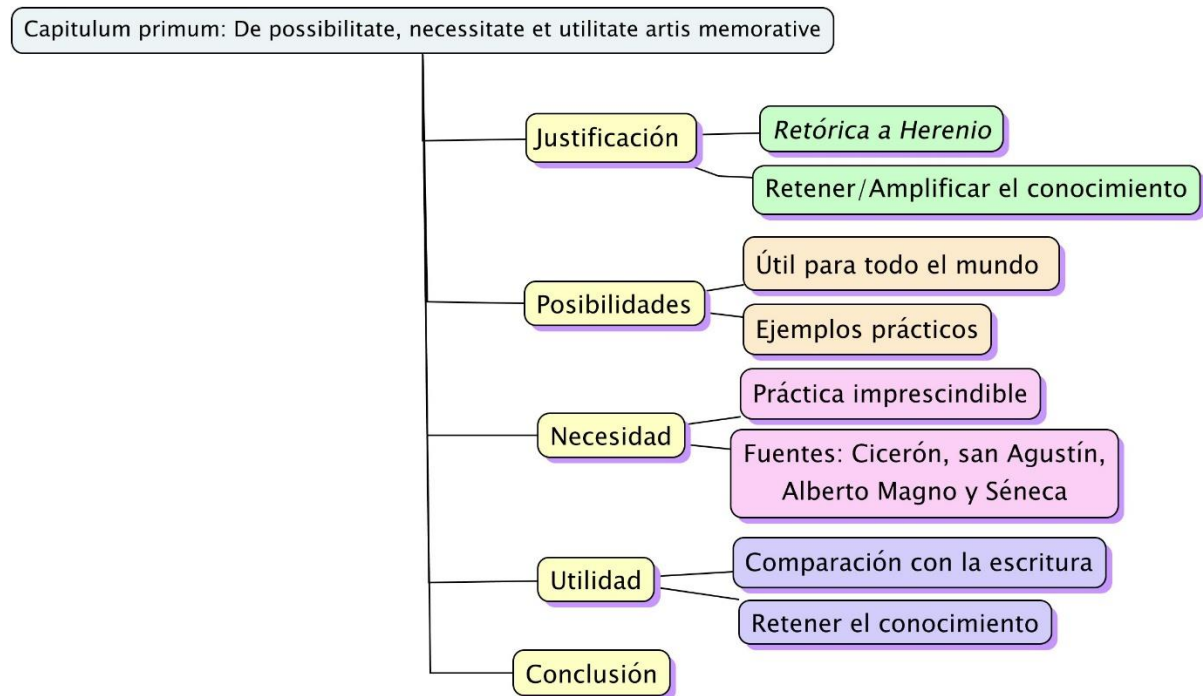 Capitulum primum: De possibilitate, necessitate et utilitate artis memorative
Justificación
Retórica a Herenio
Retener/Amplificar el conocimiento
Posibilidades
Útil para todo el mundo
Ejemplos prácticos
Necesidad
Práctica imprescindible
Fuentes: Cicerón, san Agustín,
Alberto Magno y Séneca
Utilidad
Comparación con la escritura
Retener el conocimiento
Conclusión